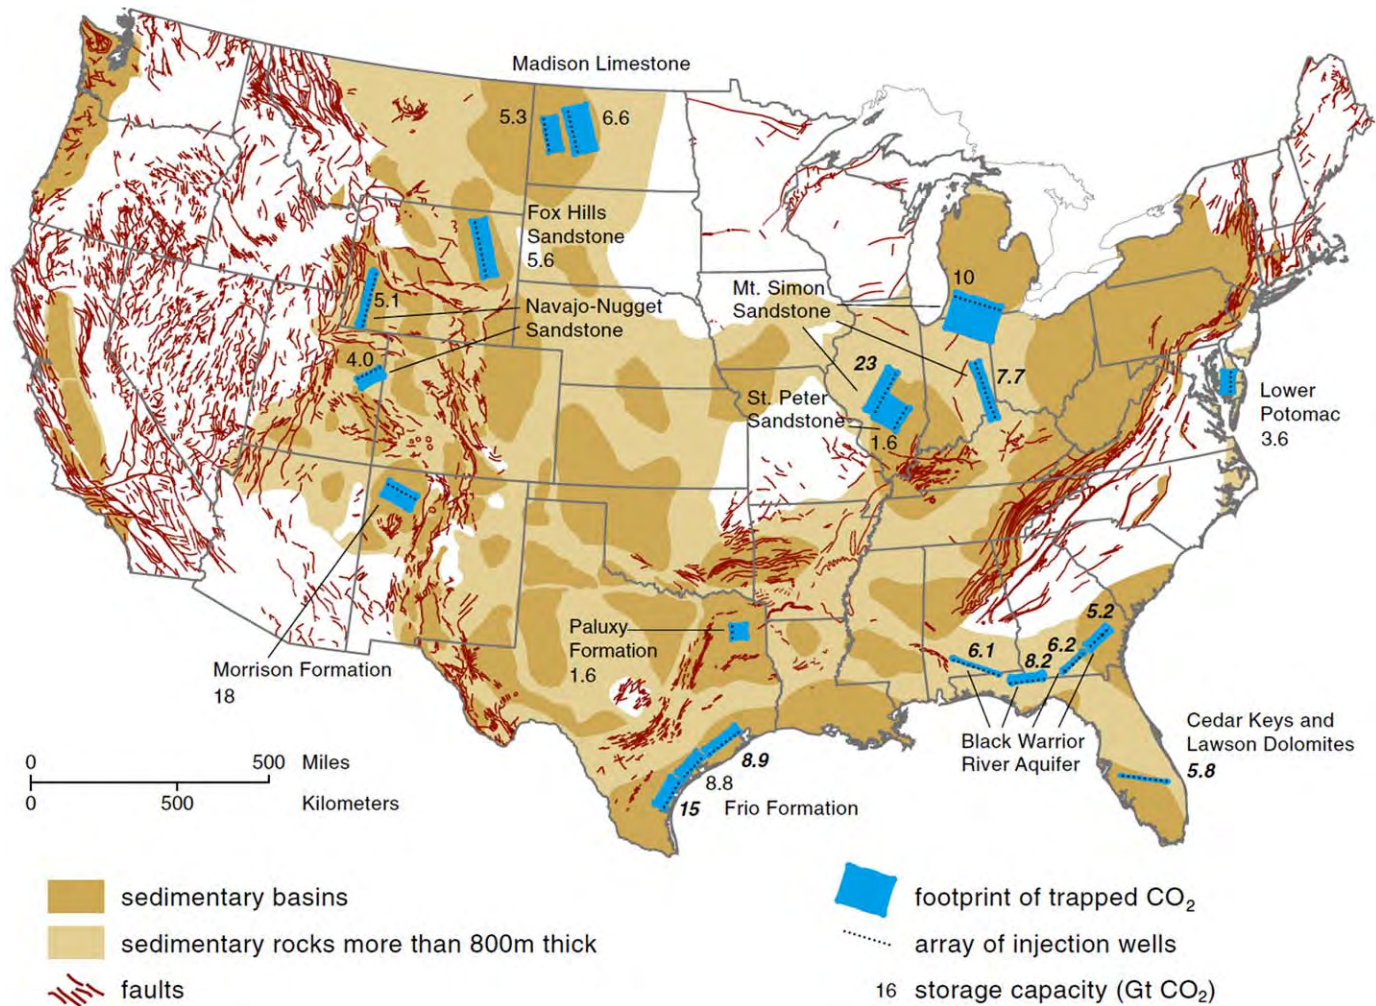 Madison Limestone
5.3
6.6
Fox Hills
Sandstone
5.6
5.1
Navajo-Nugget
Sandstone
4.0
10
Mt. Simon
Sandstone
23
7.7
St. Peter
Sandstone
1.6
Lower
Potomac
3.6
Morrison Formation
18
Paluxy
Formation
1.6
6.1
8.2
6.2
5.2
Black Warrior
River Aquifer
Cedar Keys and
Lawson Dolomites
5.8
8.9
8.8
15
Frio Formation
0 500 Miles
0 500 Kilometers
sedimentary basins
sedimentary rocks more than 800m thick
faults
footprint of trapped CO₂
array of injection wells
16 storage capacity (Gt CO₂)